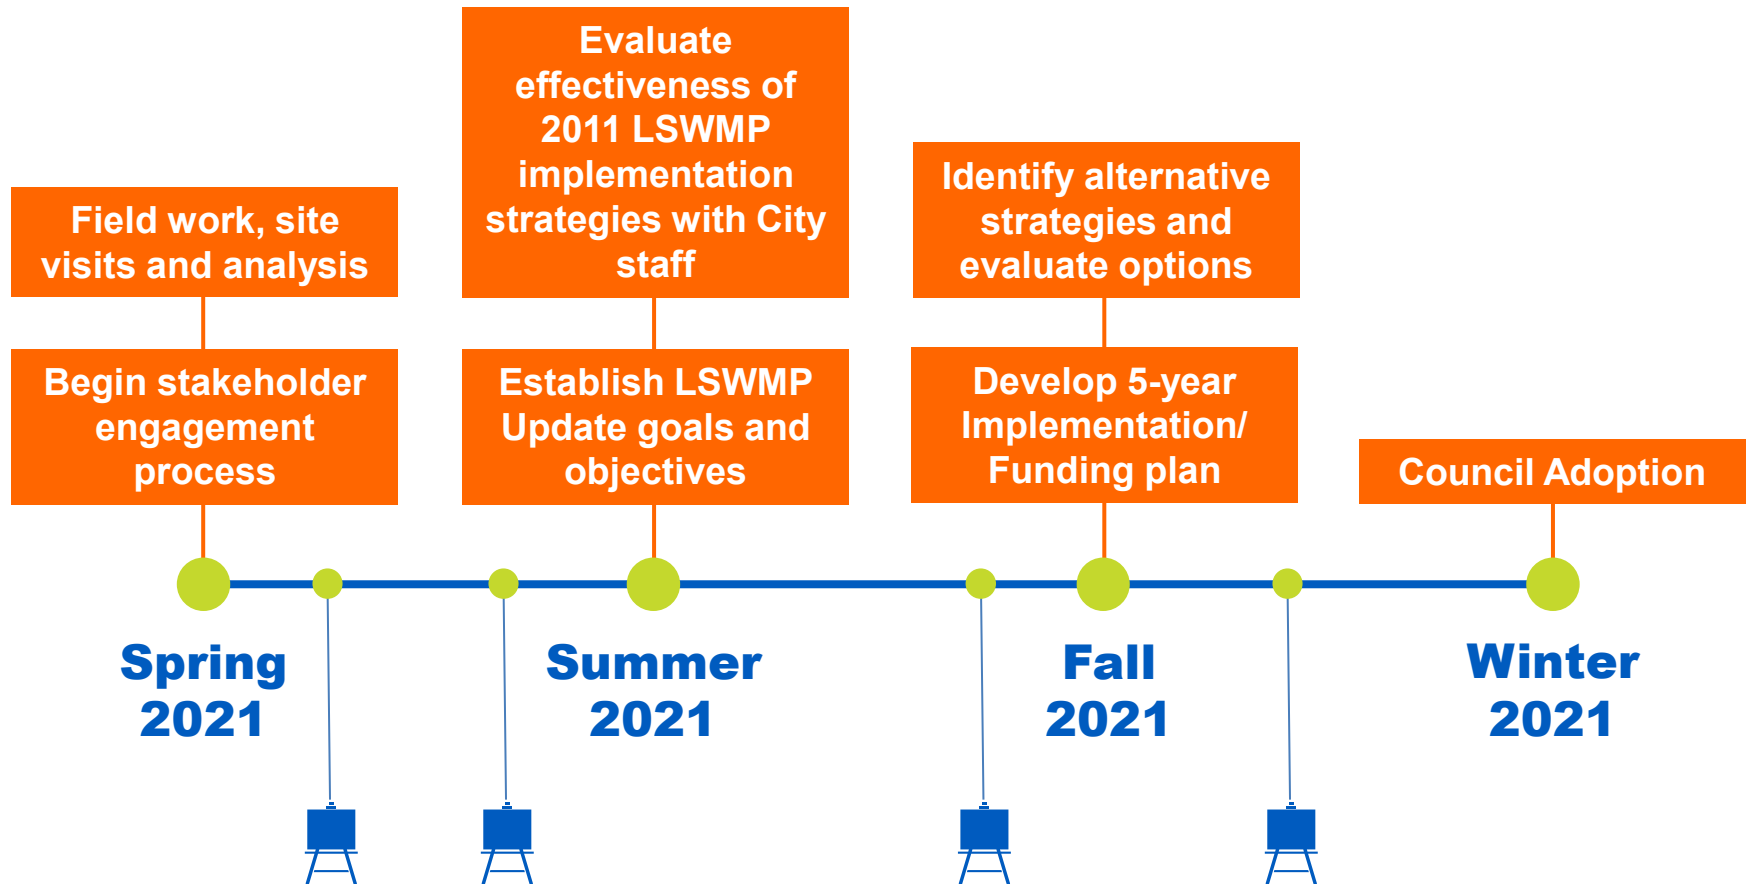 Field work, site
visits and analysis
Begin stakeholder
engagement
process
Evaluate
effectiveness of
2011 LSWMP
implementation
strategies with City
staff
Establish LSWMP
Update goals and
objectives
Identify alternative
strategies and
evaluate options
Develop 5-year
Implementation/
Funding plan
Council Adoption
Spring
2021
Summer
2021
Fall
2021
Winter
2021